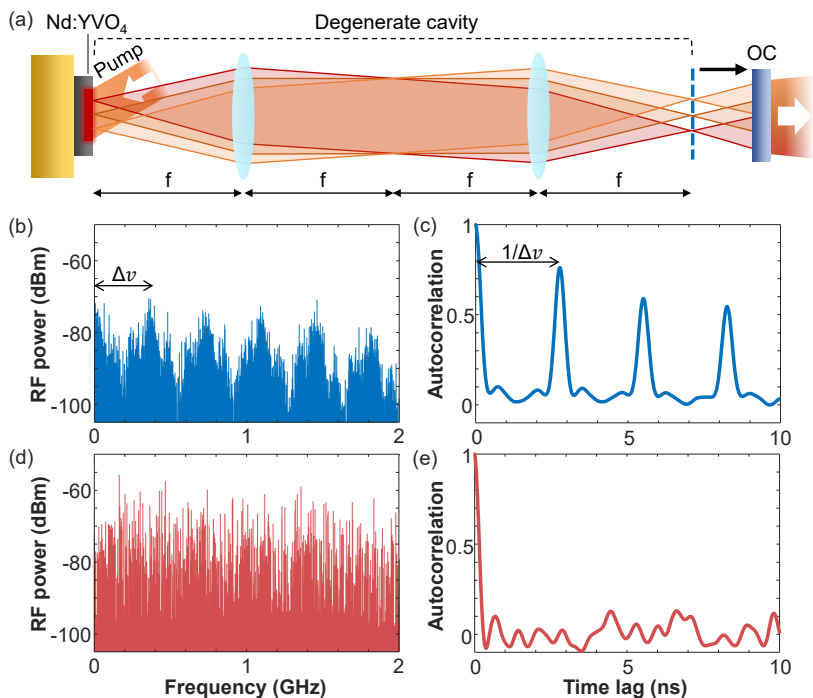 (a)
Nd:YVO₄
Degenerate cavity
OC
Pump
f f f f
(b)
(c)
RF power (dBm)
-60
-80
-100
Δν
0 1 2
Autocorrelation
1
0.5
0
1/Δν
0 5 10
(d)
(e)
RF power (dBm)
-60
-80
-100
0 1 2
Frequency (GHz)
Autocorrelation
1
0.5
0
0 5 10
Time lag (ns)